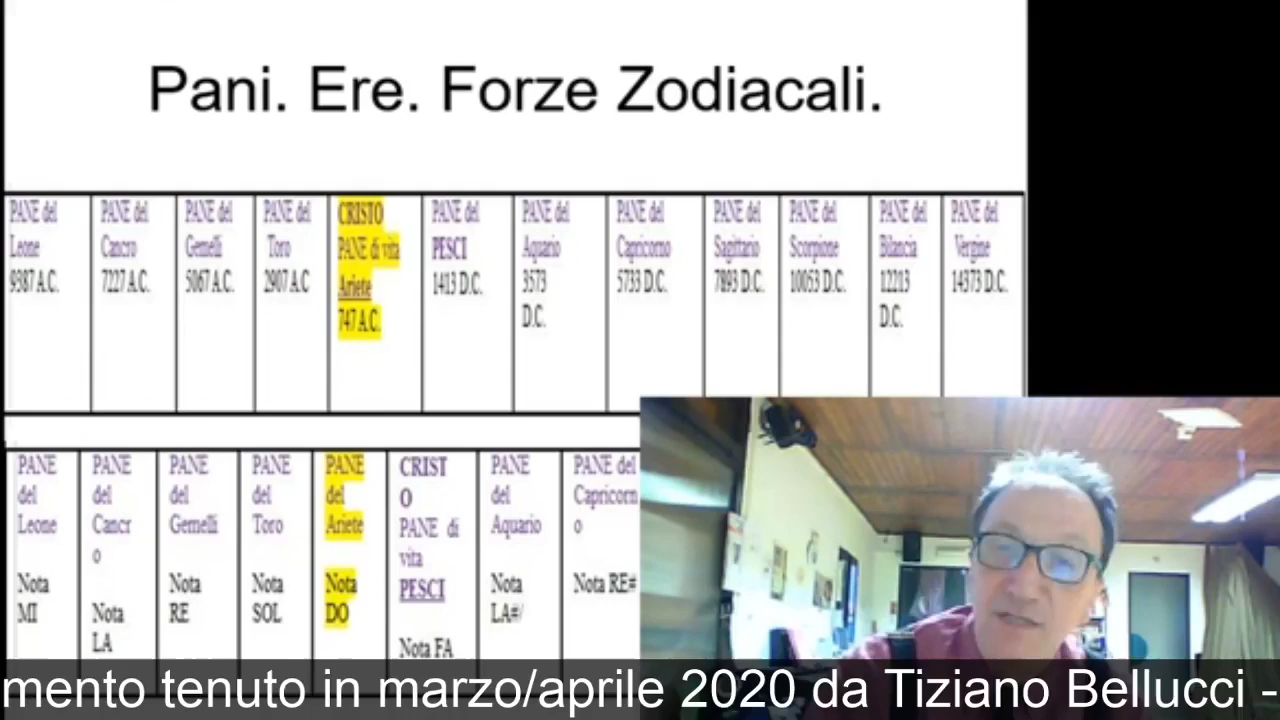 Pani. Ere. Forze Zodiacali.
PANE del
Leone
9387 A.C.
PANE del
Cancro
7227 A.C.
PANE del
Gemelli
5067 A.C.
PANE del
Toro
2907 A.C
CRISTO
PANE di vita
Ariete
747 A.C.
PANE del
PESCI
1413 D.C.
PANE del
Aquario
3573
D.C.
PANE del
Capricorno
5733 D.C.
PANE del
Sagittario
7893 D.C.
PANE del
Scorpione
10053 D.C.
PANE del
Bilancia
12213
D.C.
PANE del
Vergine
14373 D.C.
PANE
del
Leone
Nota
MI
PANE
del
Cancr
o
Nota
LA
PANE
del
Gemelli
Nota
RE
PANE
del
Toro
Nota
SOL
PANE
del
Ariete
Nota
DO
CRIST
O
PANE di
vita
PESCI
Nota FA
PANE
del
Aquario
Nota
LA#/
PANE del
Capricorn
o
Nota RE#
mento tenuto in marzo/aprile 2020 da Tiziano Bellucci -